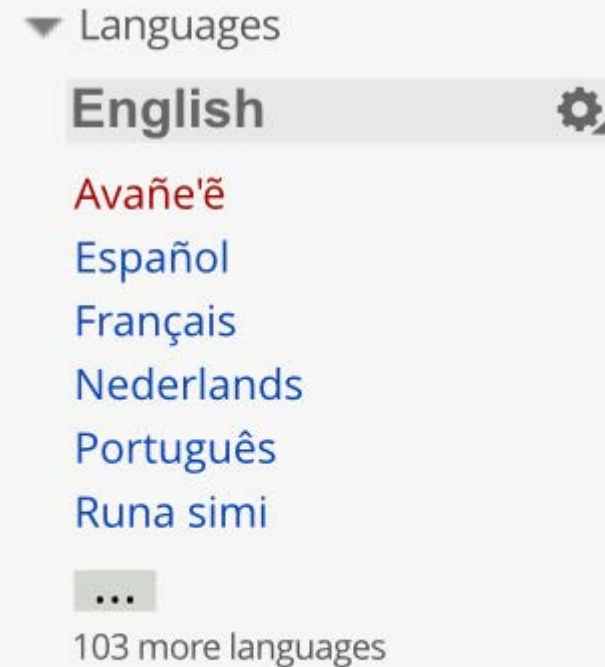 Languages
English
Avañe'ẽ
Español
Français
Nederlands
Português
Runa simi
...
103 more languages